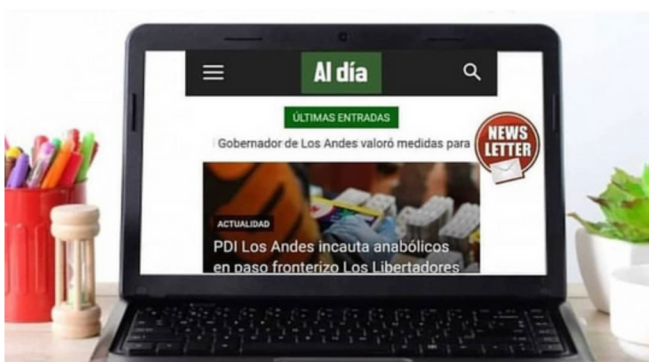 Al día
ÚLTIMAS ENTRADAS
Gobernador de Los Andes valoró medidas para
NEWS
LETTER
ACTUALIDAD
PDI Los Andes incauta anabólicos
en paso fronterizo Los Libertadores